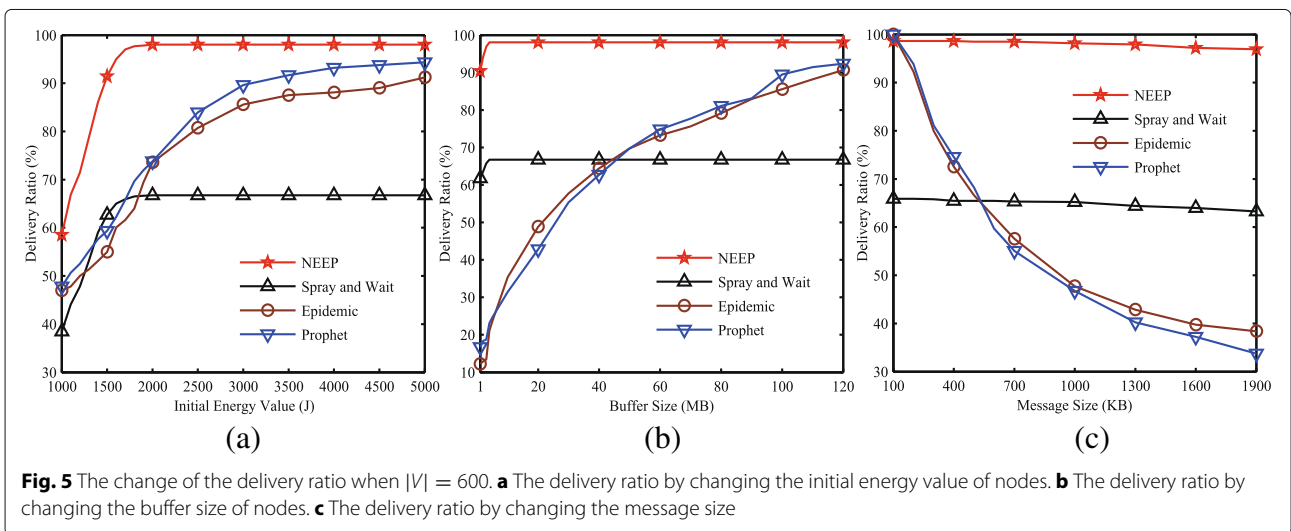 100
90
80
70
60
50
40
30
Delivery Ratio (%)
NEEP
Spray and Wait
Epidemic
Prophet
1000 1500 2000 2500 3000 3500 4000 4500 5000
Initial Energy Value (J)
(a)
100
90
80
70
60
50
40
30
20
10
Delivery Ratio (%)
NEEP
Spray and Wait
Epidemic
Prophet
1 20 40 60 80 100 120
Buffer Size (MB)
(b)
100
90
80
70
60
50
40
30
Delivery Ratio (%)
NEEP
Spray and Wait
Epidemic
Prophet
100 400 700 1000 1300 1600 1900
Message Size (KB)
(c)
Fig. 5 The change of the delivery ratio when |V| = 600. a The delivery ratio by changing the initial energy value of nodes. b The delivery ratio by
changing the buffer size of nodes. c The delivery ratio by changing the message size